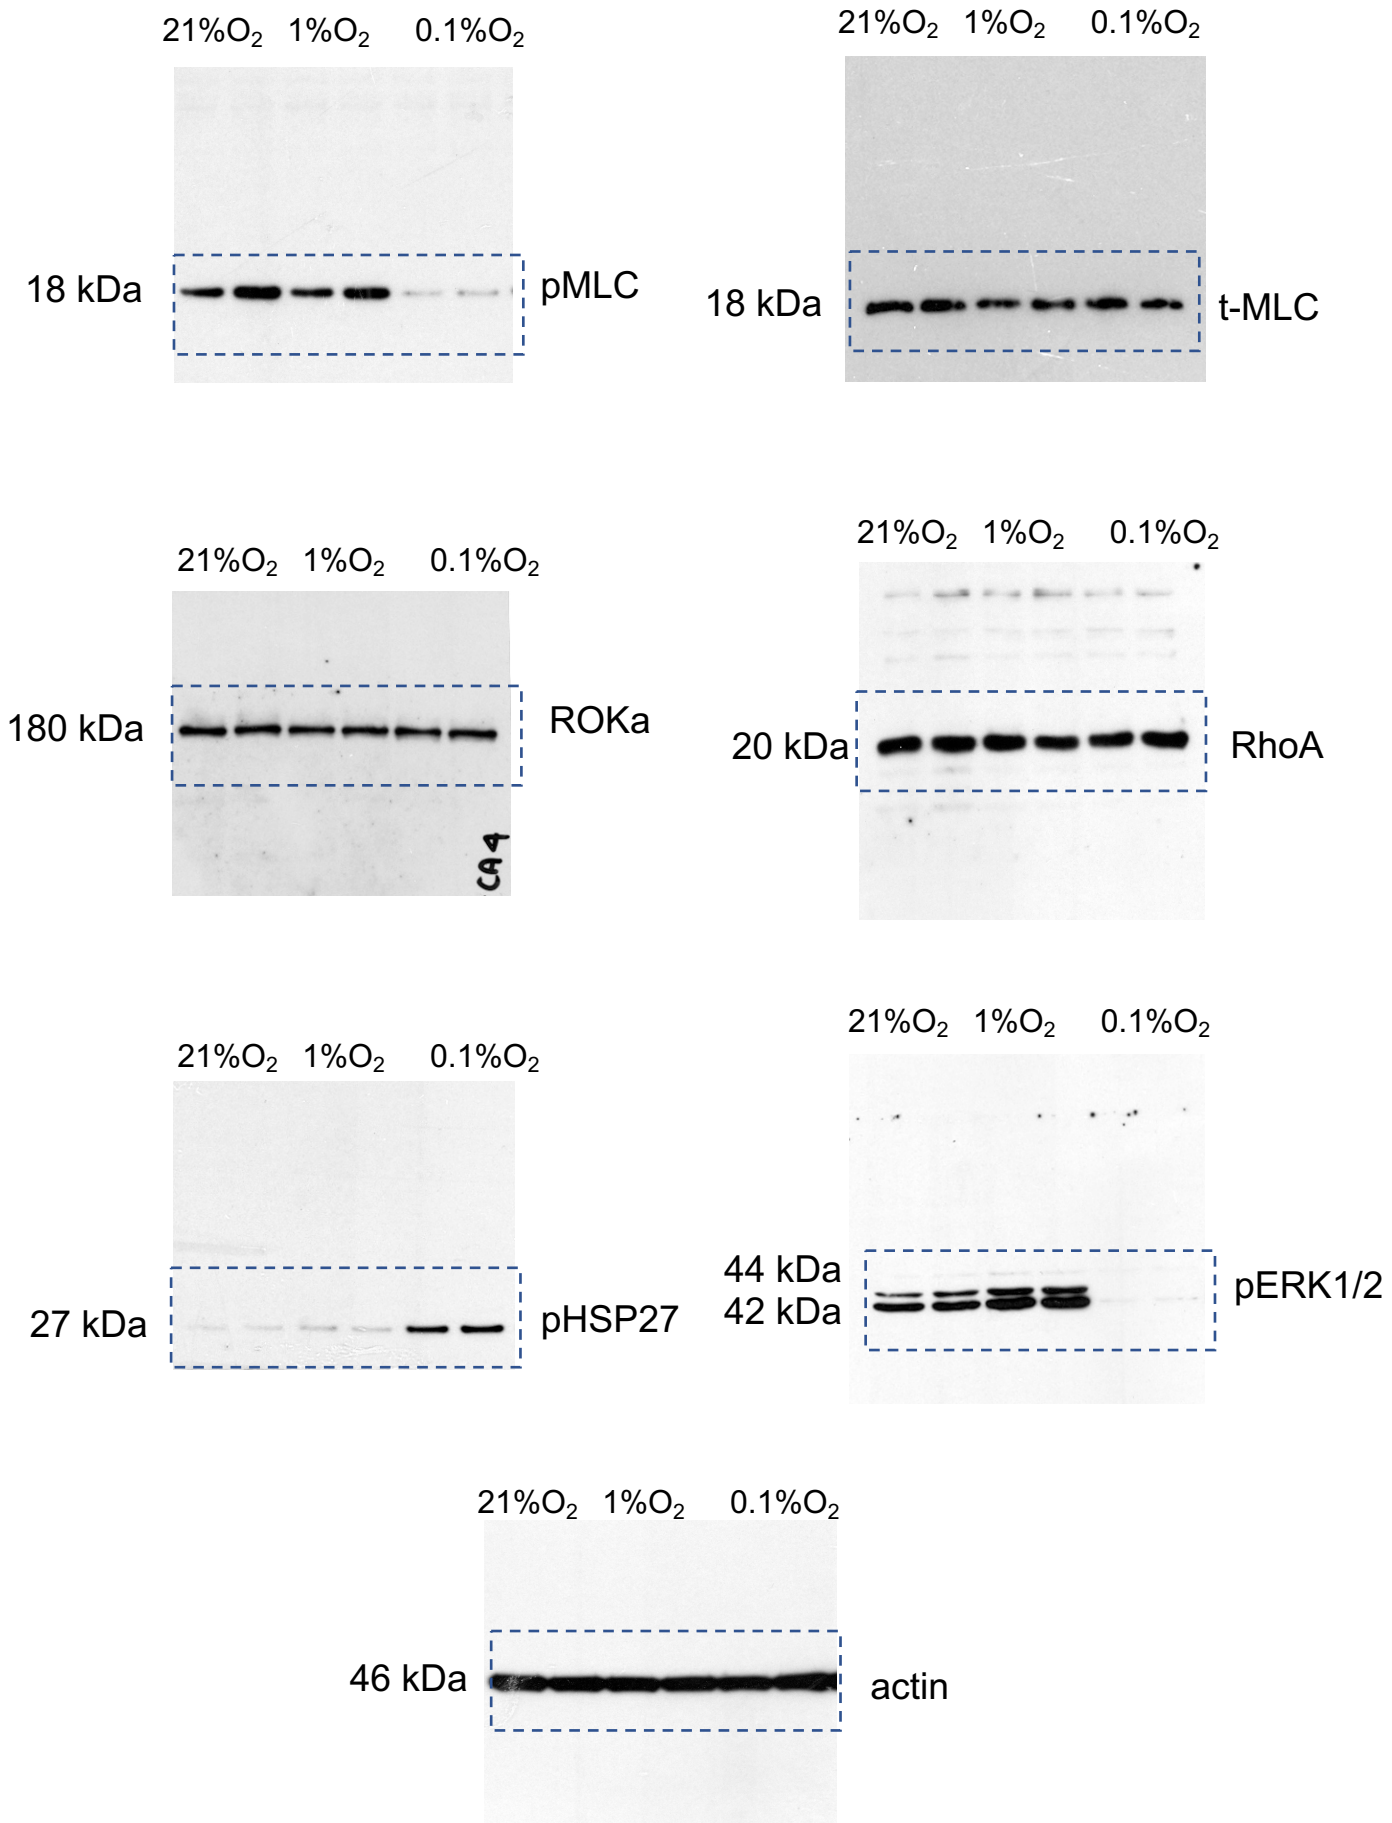 21%O₂ 1%O₂ 0.1%O₂
18 kDa
pMLC
21%O₂ 1%O₂ 0.1%O₂
18 kDa
t-MLC
21%O₂ 1%O₂ 0.1%O₂
180 kDa
ROKa
CA4
21%O₂ 1%O₂ 0.1%O₂
20 kDa
RhoA
21%O₂ 1%O₂ 0.1%O₂
27 kDa
pHSP27
21%O₂ 1%O₂ 0.1%O₂
44 kDa
42 kDa
pERK1/2
21%O₂ 1%O₂ 0.1%O₂
46 kDa
actin